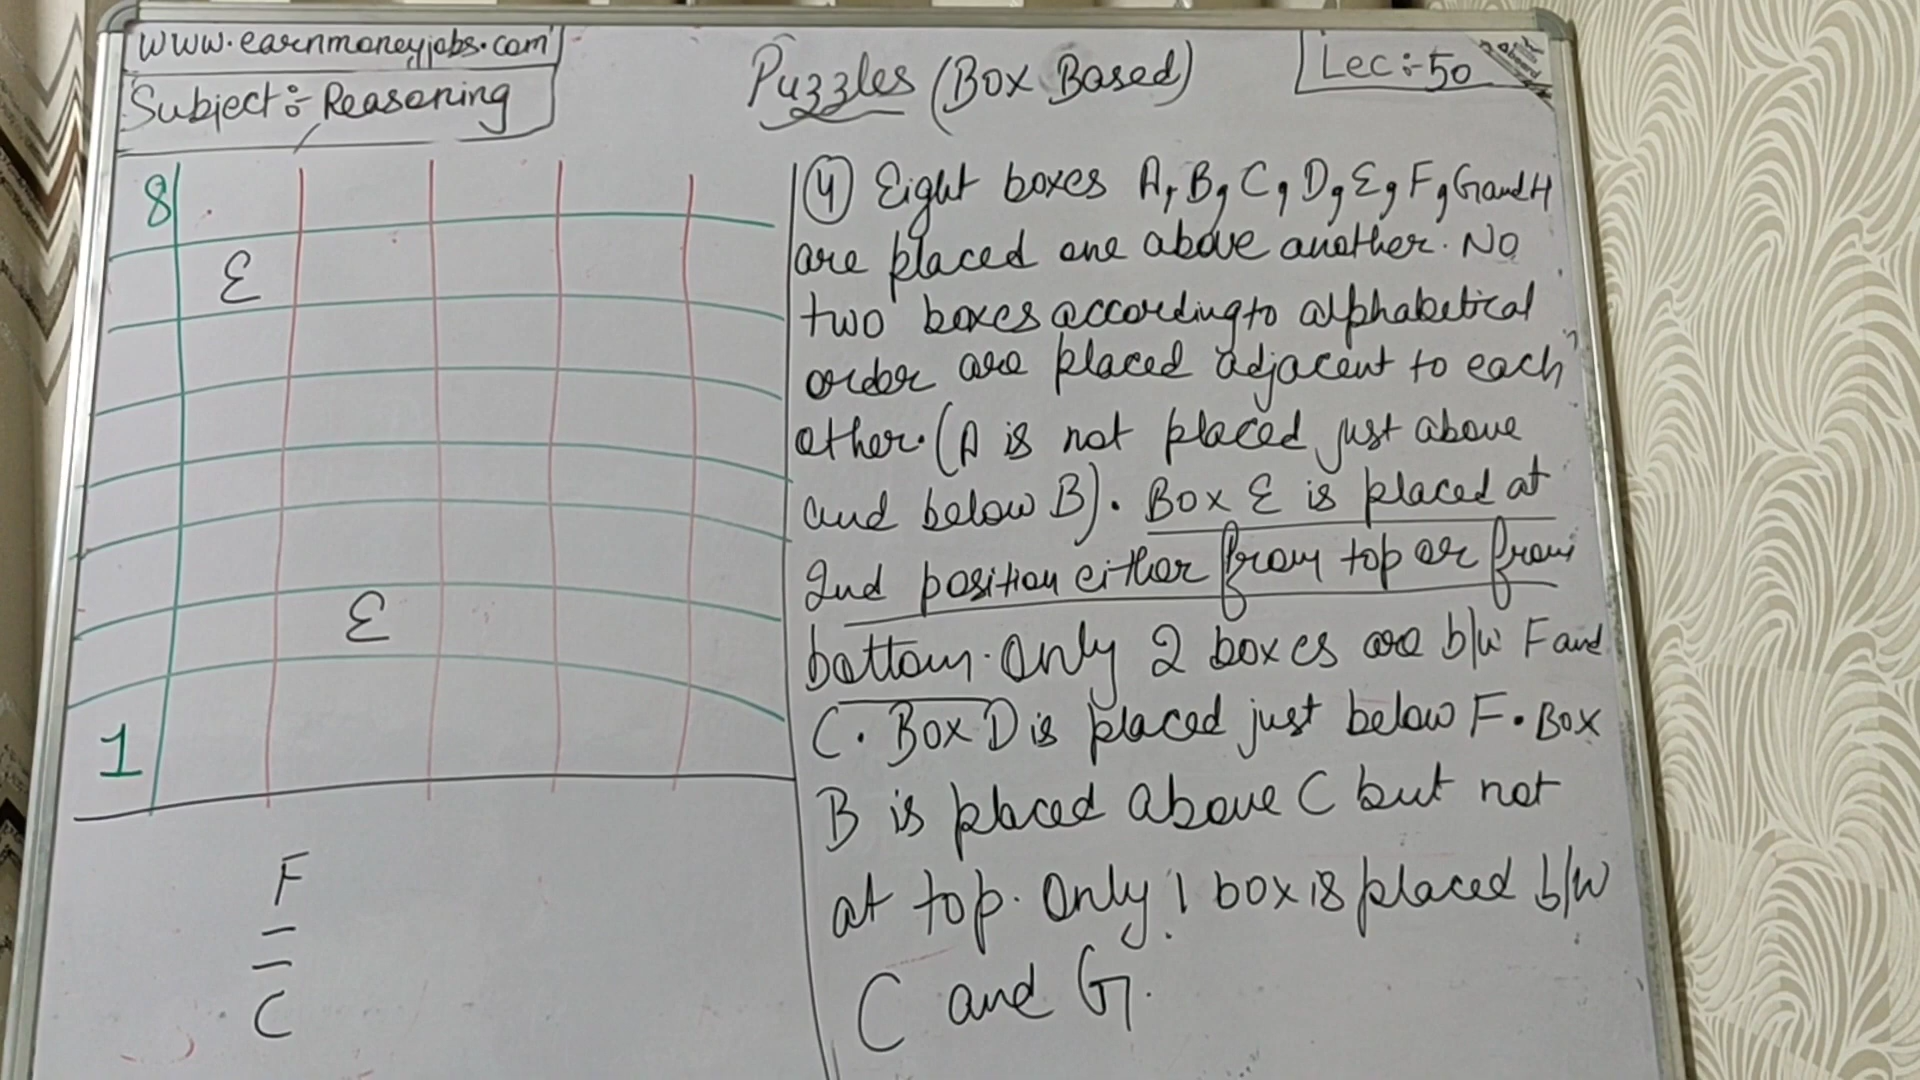 www.earnmoneyjobs.com
Subject:- Reasoning
Puzzles (Box Based)
Lec:-50
8
E
E
1
F
—
—
C
④ Eight boxes A, B, C, D, E, F, G and H
are placed one above another. No
two boxes according to alphabetical
order are placed adjacent to each
other. (A is not placed just above
and below B). Box E is placed at
2nd position either from top or from
bottom. Only 2 boxes are b/w F and
C. Box D is placed just below F. Box
B is placed above C but not
at top. Only 1 box is placed b/w
C and G.